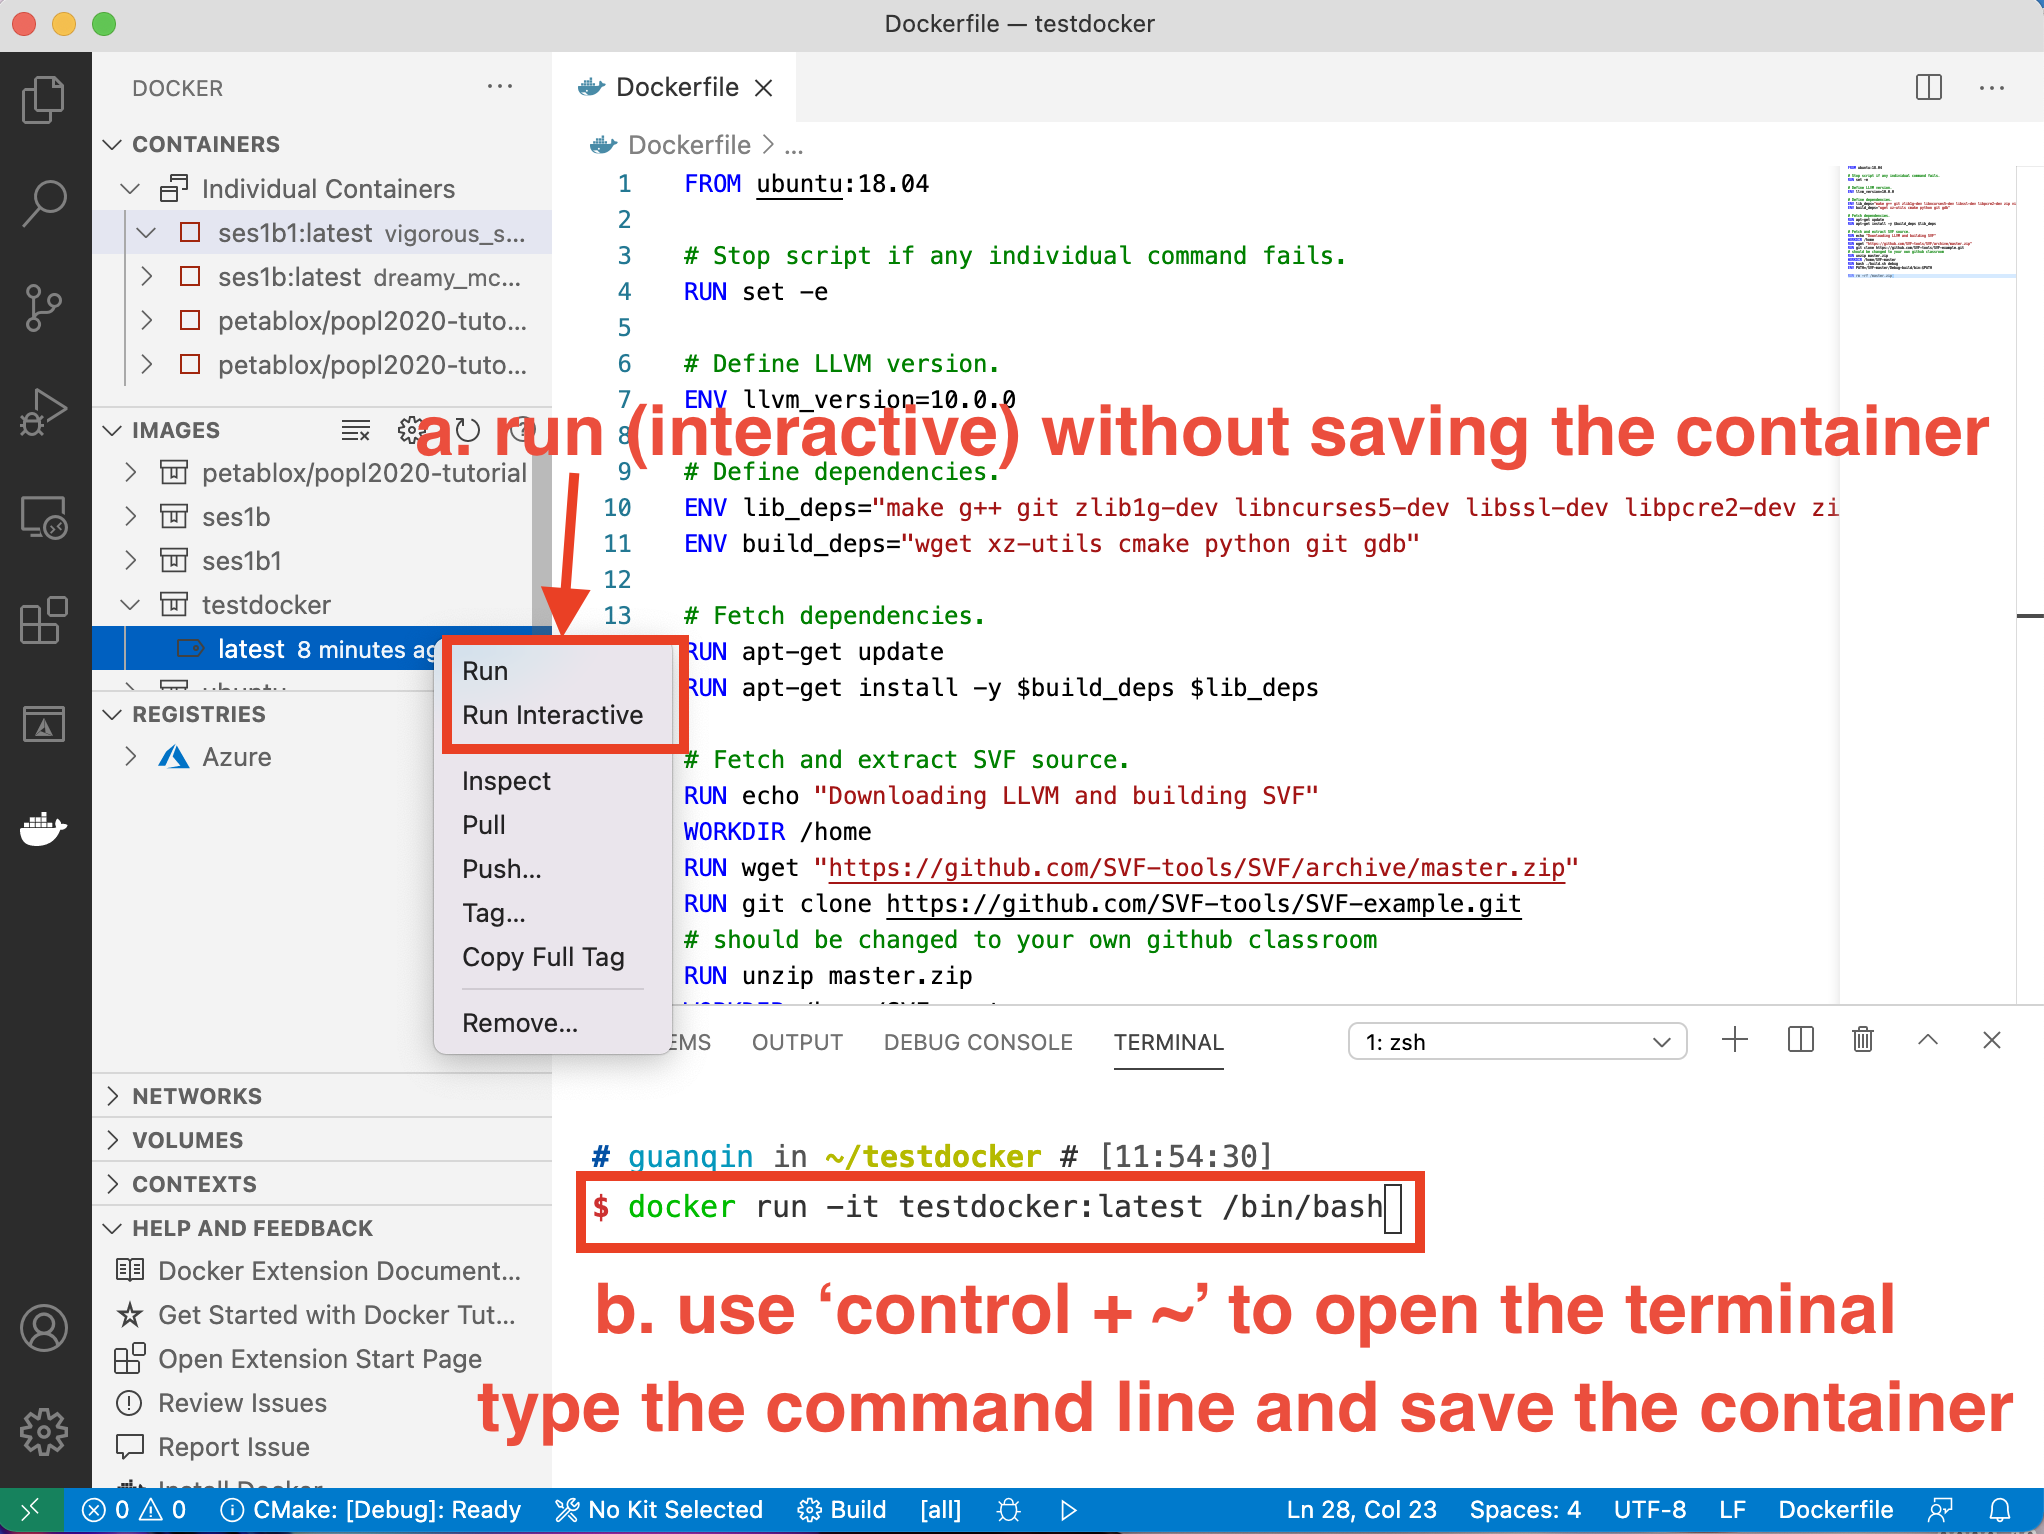 Dockerfile — testdocker
DOCKER
CONTAINERS
Individual Containers
ses1b1:latest vigorous_s...
ses1b:latest dreamy_mc...
petablox/popl2020-tuto...
petablox/popl2020-tuto...
IMAGES
petablox/popl2020-tutorial
ses1b
ses1b1
testdocker
latest 8 minutes ag
ubuntu
REGISTRIES
Azure
Run
Run Interactive
Inspect
Pull
Push...
Tag...
Copy Full Tag
Remove...
NETWORKS
VOLUMES
CONTEXTS
HELP AND FEEDBACK
Docker Extension Document...
Get Started with Docker Tut...
Open Extension Start Page
Review Issues
Report Issue
Install Docker
Dockerfile
Dockerfile > ...
1 FROM ubuntu:18.04
2
3 # Stop script if any individual command fails.
4 RUN set -e
5
6 # Define LLVM version.
7 ENV llvm_version=10.0.0
8
a. run (interactive) without saving the container
9 # Define dependencies.
10 ENV lib_deps="make g++ git zlib1g-dev libncurses5-dev libssl-dev libpcre2-dev zi
11 ENV build_deps="wget xz-utils cmake python git gdb"
12
13 # Fetch dependencies.
RUN apt-get update
RUN apt-get install -y $build_deps $lib_deps
# Fetch and extract SVF source.
RUN echo "Downloading LLVM and building SVF"
WORKDIR /home
RUN wget "https://github.com/SVF-tools/SVF/archive/master.zip"
RUN git clone https://github.com/SVF-tools/SVF-example.git
# should be changed to your own github classroom
RUN unzip master.zip
EMS OUTPUT DEBUG CONSOLE TERMINAL 1: zsh
# guanqin in ~/testdocker # [11:54:30]
$ docker run -it testdocker:latest /bin/bash
b. use ‘control + ~’ to open the terminal
type the command line and save the container
0 0 CMake: [Debug]: Ready No Kit Selected Build [all] Ln 28, Col 23 Spaces: 4 UTF-8 LF Dockerfile